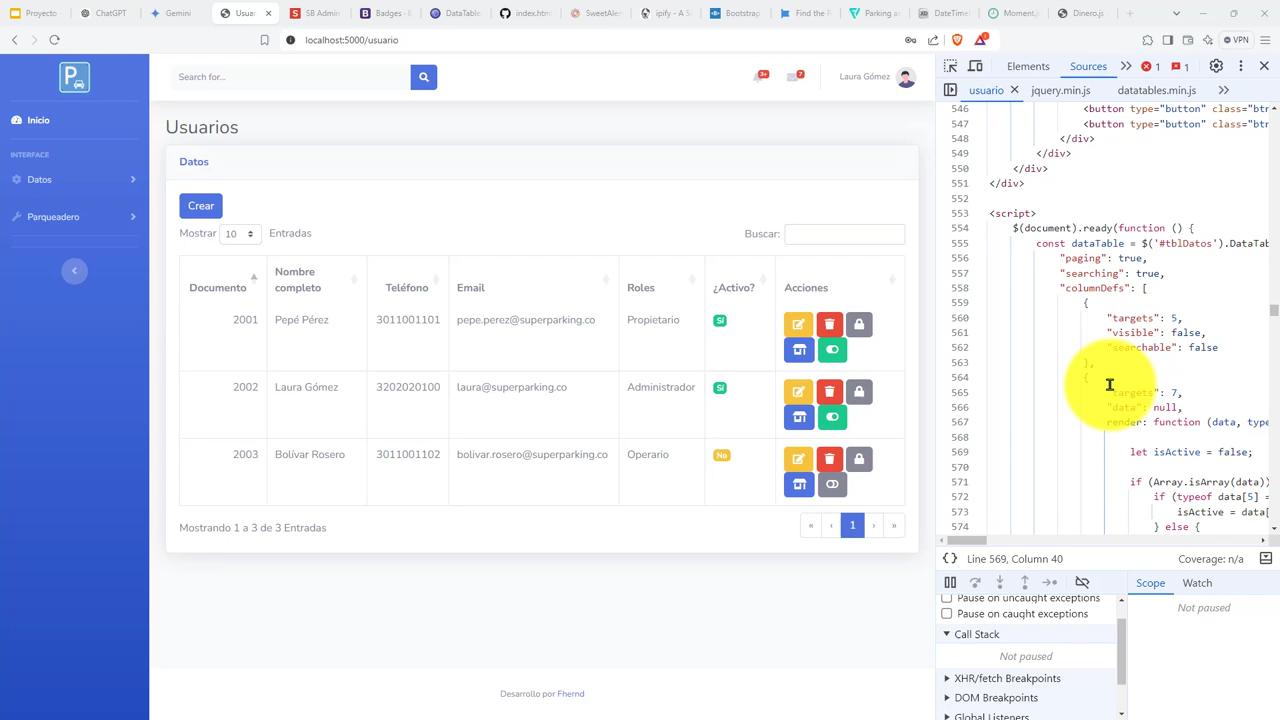 Proyecto
ChatGPT
Gemini
Usuar
SB Admin
Badges - B
DataTable
index.htm
SweetAler
ipify - A S
Bootstrap
Find the P
Parking a
DateTime
Moment.j
Dinero.js
localhost:5000/usuario
VPN
P
Inicio
INTERFACE
Datos
Parqueadero
Search for...
3+
7
Laura Gómez
Usuarios
Datos
Crear
Mostrar 10 Entradas
Buscar:
Documento Nombre completo Teléfono Email Roles ¿Activo? Acciones
2001 Pepé Pérez 3011001101 pepe.perez@superparking.co Propietario Sí
2002 Laura Gómez 3202020100 laura@superparking.co Administrador Sí
2003 Bolívar Rosero 3011001102 bolivar.rosero@superparking.co Operario No
Mostrando 1 a 3 de 3 Entradas
« ‹ 1 › »
Desarrollo por Fhernd
Elements Sources 1 1
usuario jquery.min.js datatables.min.js
546 <button type="button" class="btn
547 <button type="button" class="btn
548 </div>
549 </div>
550 </div>
551 </div>
552
553 <script>
554 $(document).ready(function () {
555 const dataTable = $('#tblDatos').DataTab
556 "paging": true,
557 "searching": true,
558 "columnDefs": [
559 {
560 "targets": 5,
561 "visible": false,
562 "searchable": false
563 },
564 {
565 "targets": 7,
566 "data": null,
567 render: function (data, type
568
569 let isActive = false;
570
571 if (Array.isArray(data))
572 if (typeof data[5] =
573 isActive = data[
574 } else {
{} Line 569, Column 40 Coverage: n/a
Scope Watch
Pause on uncaught exceptions
Pause on caught exceptions
Not paused
Call Stack
Not paused
XHR/fetch Breakpoints
DOM Breakpoints
Global Listeners